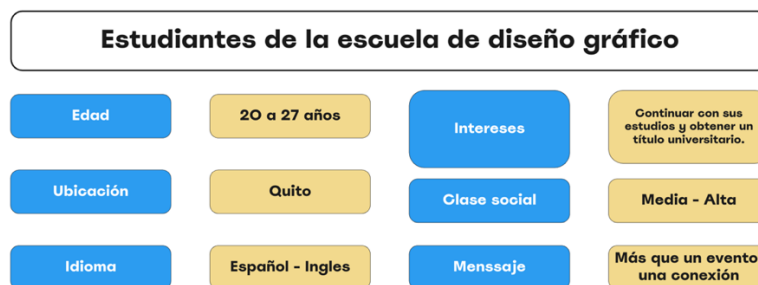 Estudiantes de la escuela de diseño gráfico
Edad
20 a 27 años
Intereses
Continuar con sus
estudios y obtener un
título universitario.
Ubicación
Quito
Clase social
Media - Alta
Idioma
Español - Ingles
Menssaje
Más que un evento
una conexión